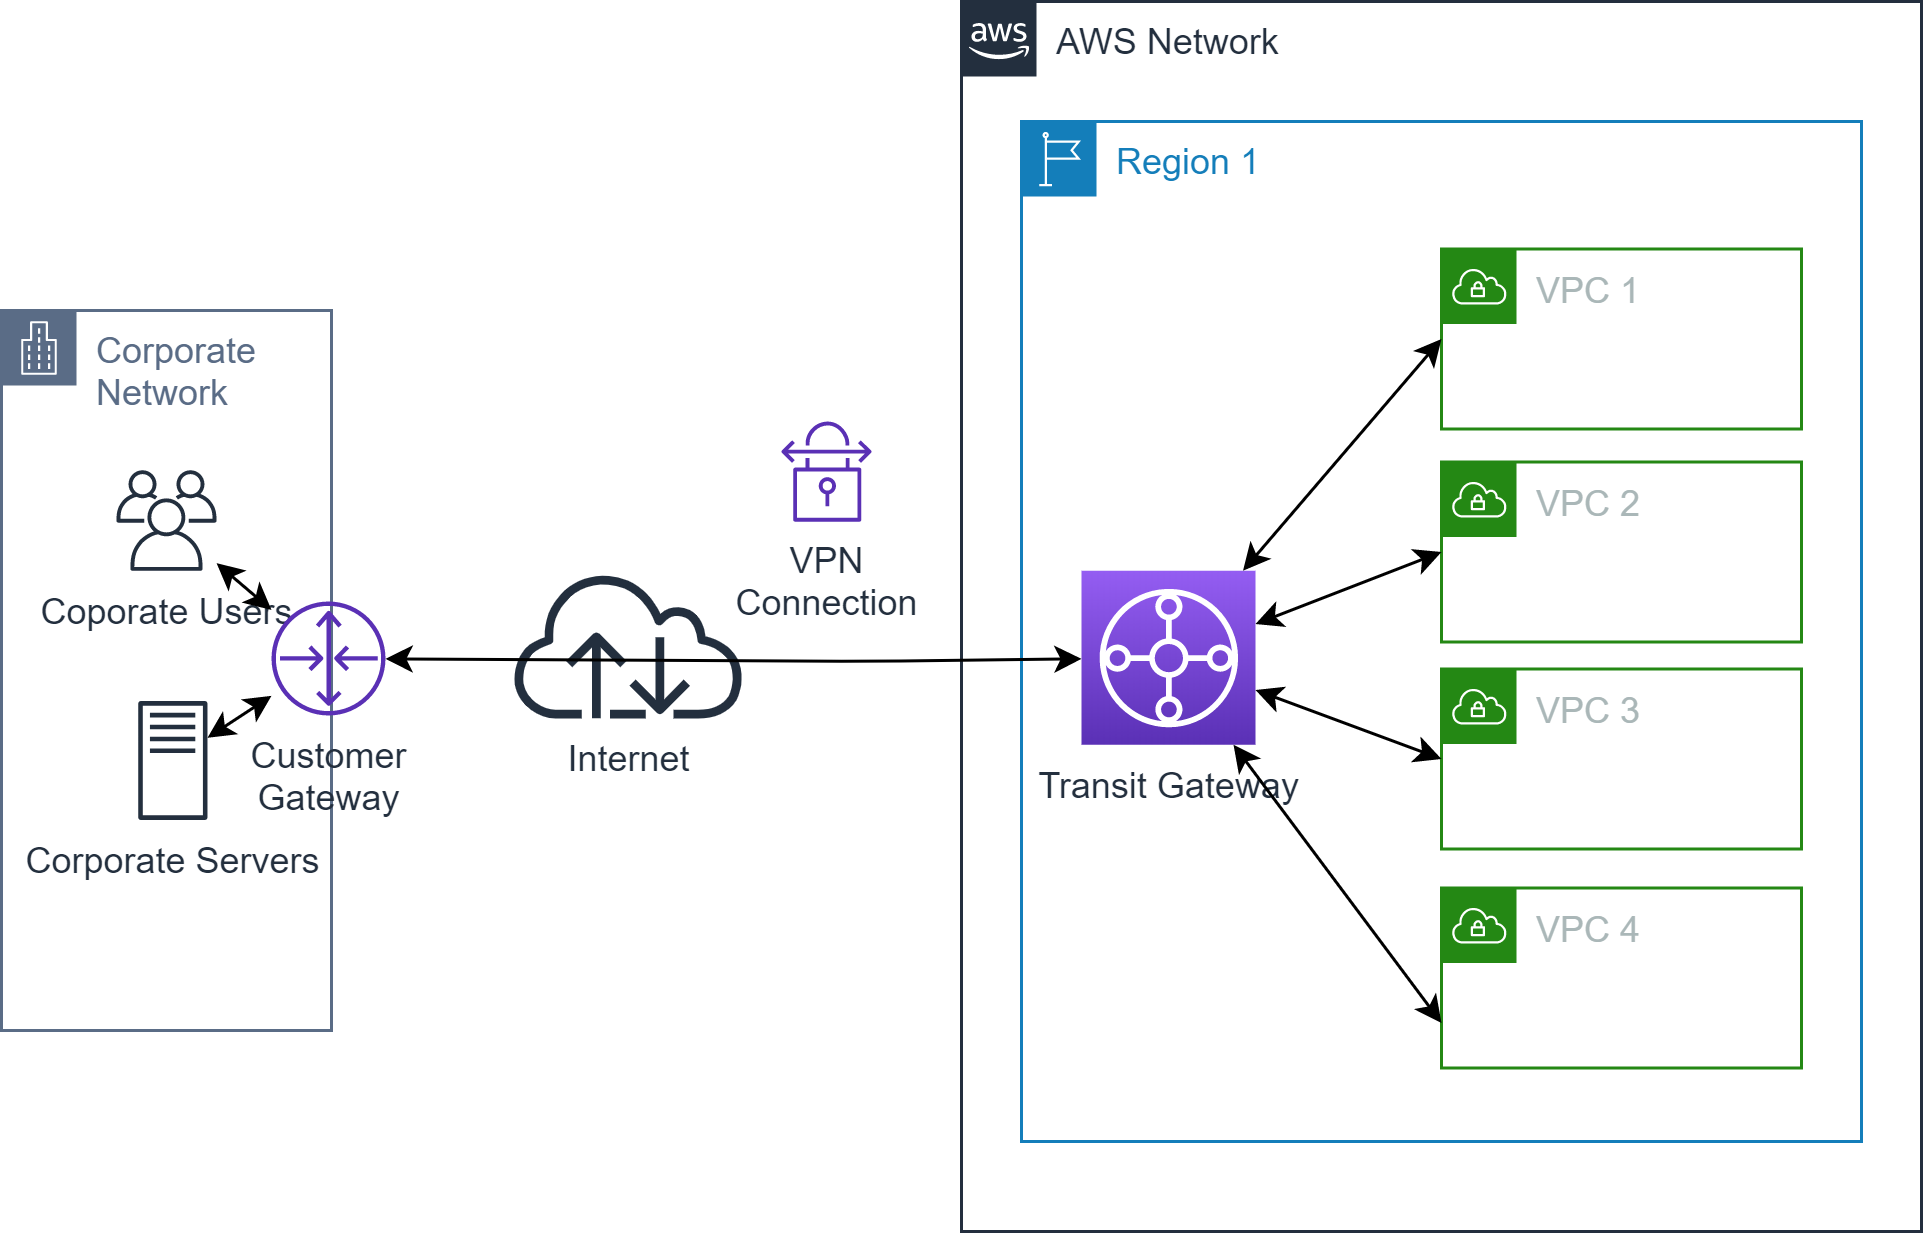 aws
AWS Network
Region 1
VPC 1
Corporate
Network
VPC 2
VPN
Connection
Coporate Users
VPC 3
Customer
Gateway
Internet
Transit Gateway
Corporate Servers
VPC 4